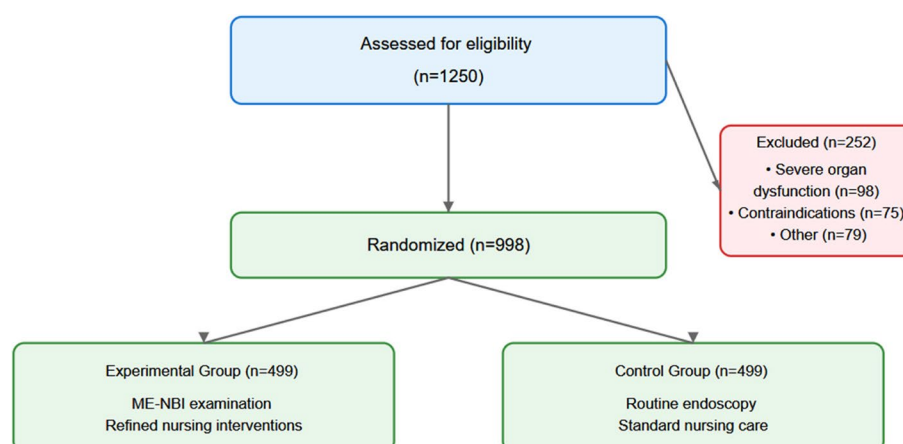 Assessed for eligibility
(n=1250)
Excluded (n=252)
• Severe organ
dysfunction (n=98)
• Contraindications (n=75)
• Other (n=79)
Randomized (n=998)
Experimental Group (n=499)
ME-NBI examination
Refined nursing interventions
Control Group (n=499)
Routine endoscopy
Standard nursing care